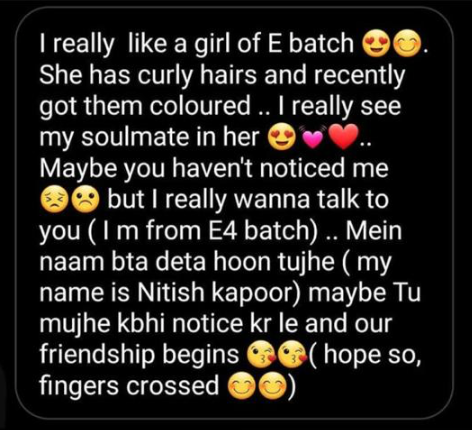 I really like a girl of E batch 😍😊.
She has curly hairs and recently
got them coloured .. I really see
my soulmate in her 😍💓❤️..
Maybe you haven't noticed me
😣☹️ but I really wanna talk to
you ( I m from E4 batch) .. Mein
naam bta deta hoon tujhe ( my
name is Nitish kapoor) maybe Tu
mujhe kbhi notice kr le and our
friendship begins 😘😘( hope so,
fingers crossed 😊😊)